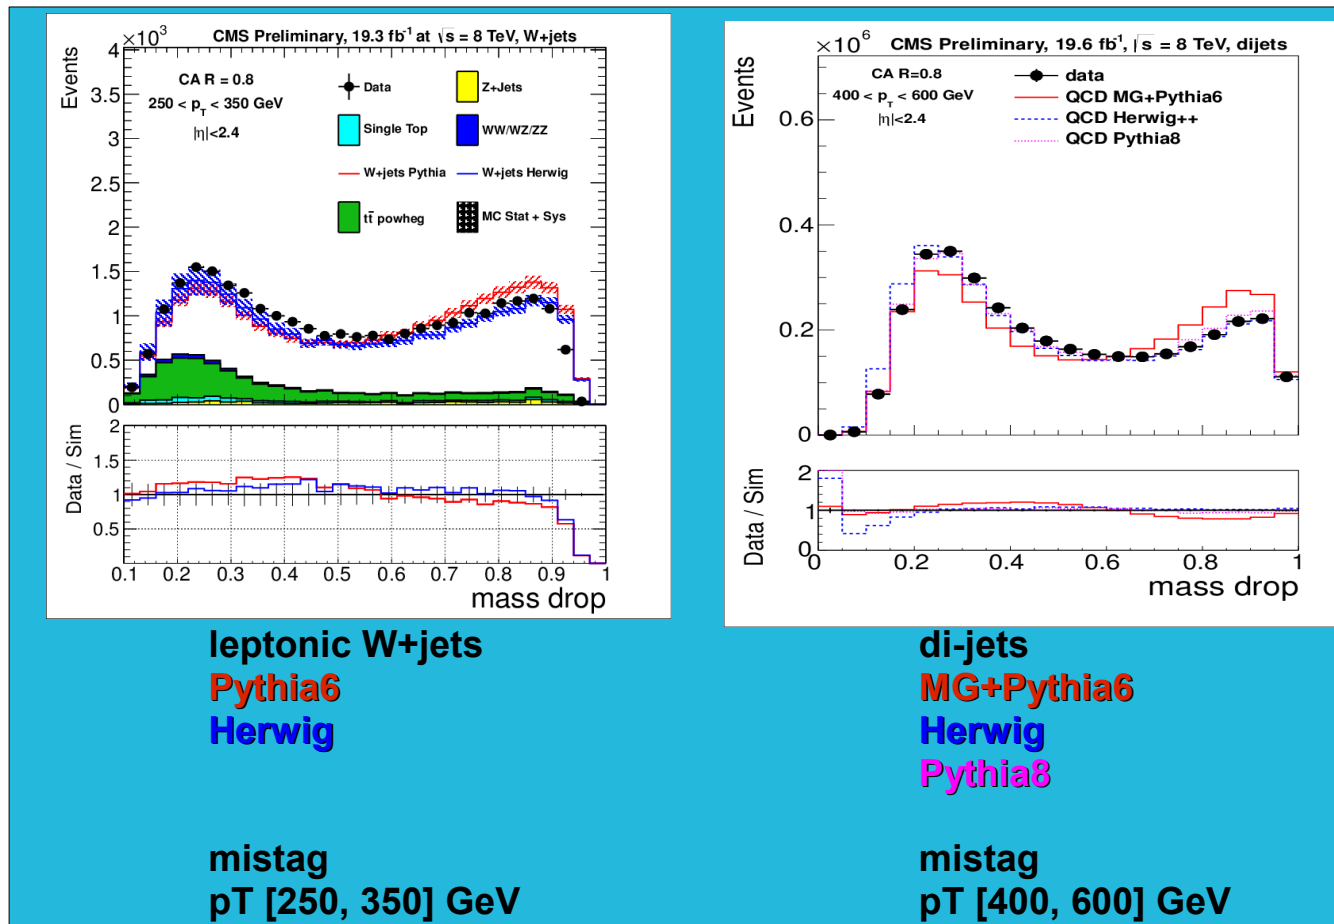 CMS Preliminary, 19.3 fb⁻¹ at √s = 8 TeV, W+jets
×10³
Events
CA R = 0.8
250 < p_T < 350 GeV
|η|<2.4
Data
Z+Jets
Single Top
WW/WZ/ZZ
W+jets Pythia
W+jets Herwig
tt̄ powheg
MC Stat + Sys
4
3.5
3
2.5
2
1.5
1
0.5
0
Data / Sim
2
1.5
1
0.5
0.1 0.2 0.3 0.4 0.5 0.6 0.7 0.8 0.9 1
mass drop
CMS Preliminary, 19.6 fb⁻¹, √s = 8 TeV, dijets
×10⁶
Events
CA R=0.8
400 < p_T < 600 GeV
|η|<2.4
data
QCD MG+Pythia6
QCD Herwig++
QCD Pythia8
0.6
0.4
0.2
0
Data / Sim
2
1
0
0 0.2 0.4 0.6 0.8 1
mass drop
leptonic W+jets
Pythia6
Herwig
mistag
pT [250, 350] GeV
di-jets
MG+Pythia6
Herwig
Pythia8
mistag
pT [400, 600] GeV